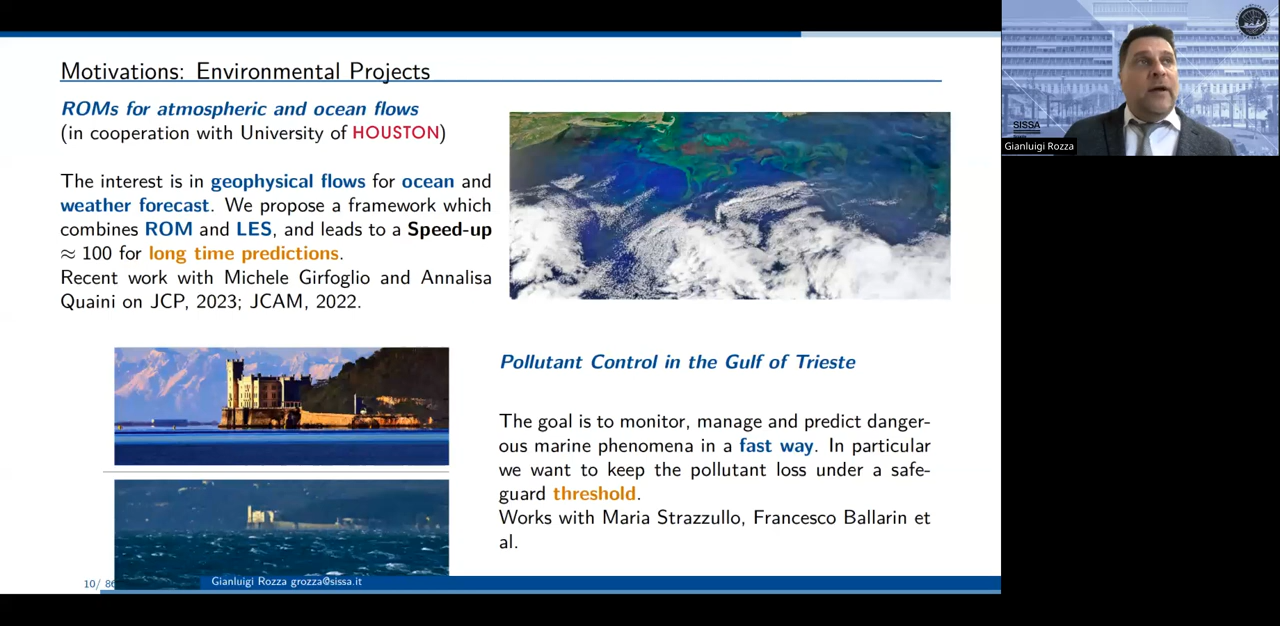 Motivations: Environmental Projects
ROMs for atmospheric and ocean flows
(in cooperation with University of HOUSTON)
The interest is in geophysical flows for ocean and
weather forecast. We propose a framework which
combines ROM and LES, and leads to a Speed-up
≈ 100 for long time predictions.
Recent work with Michele Girfoglio and Annalisa
Quaini on JCP, 2023; JCAM, 2022.
Pollutant Control in the Gulf of Trieste
The goal is to monitor, manage and predict danger-
ous marine phenomena in a fast way. In particular
we want to keep the pollutant loss under a safe-
guard threshold.
Works with Maria Strazzullo, Francesco Ballarin et
al.
10/ 86
Gianluigi Rozza grozza@sissa.it
SISSA
Gianluigi Rozza